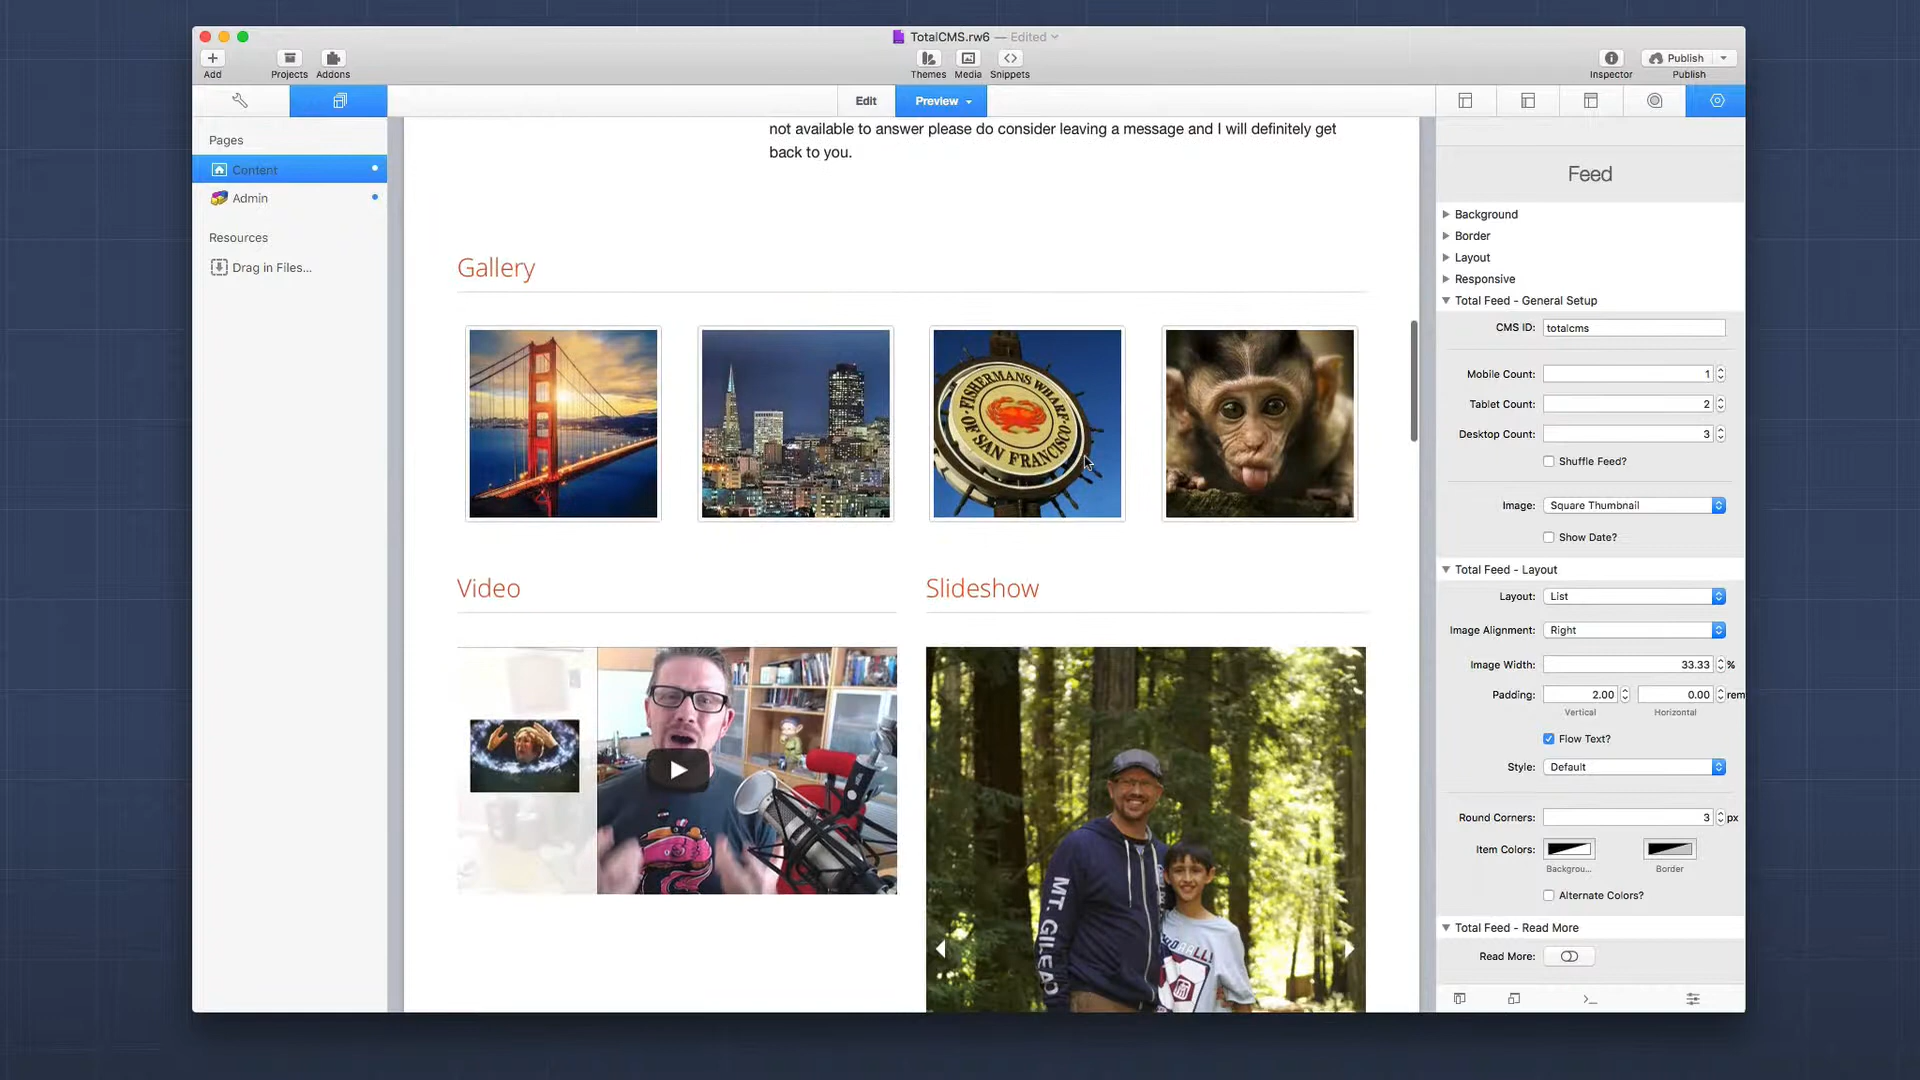 TotalCMS.rw6 — Edited
Add
Projects
Addons
Themes
Media
Snippets
Inspector
Publish
Publish
Edit
Preview
Pages
Content
Admin
Resources
Drag in Files...
not available to answer please do consider leaving a message and I will definitely get
back to you.
Gallery
FISHERMANS WHARF
OF SAN FRANCISCO
Video
Slideshow
MT. GILEAD
Feed
Background
Border
Layout
Responsive
Total Feed - General Setup
CMS ID: totalcms
Mobile Count: 1
Tablet Count: 2
Desktop Count: 3
Shuffle Feed?
Image: Square Thumbnail
Show Date?
Total Feed - Layout
Layout: List
Image Alignment: Right
Image Width: 33.33 %
Padding: 2.00 0.00 rem
Vertical Horizontal
Flow Text?
Style: Default
Round Corners: 3 px
Item Colors:
Backgrou... Border
Alternate Colors?
Total Feed - Read More
Read More: